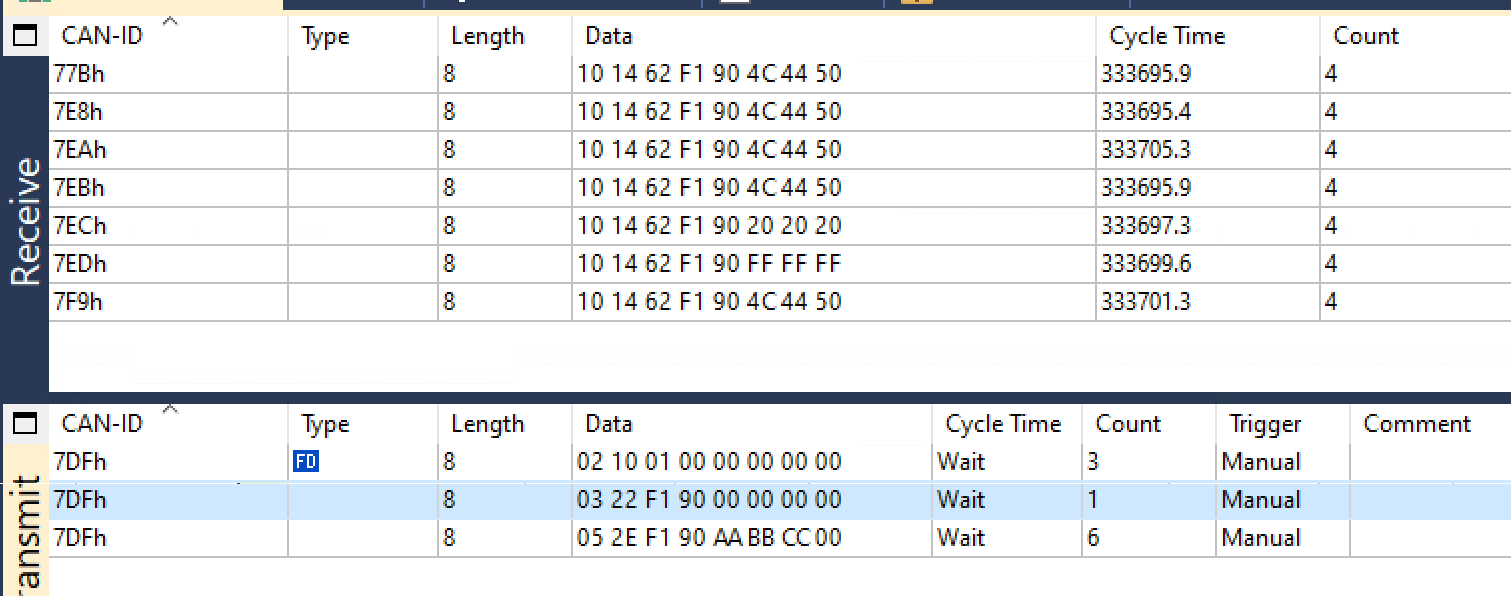 CAN-ID Type Length Data Cycle Time Count
77Bh 8 10 14 62 F1 90 4C 44 50 333695.9 4
7E8h 8 10 14 62 F1 90 4C 44 50 333695.4 4
7EAh 8 10 14 62 F1 90 4C 44 50 333705.3 4
7EBh 8 10 14 62 F1 90 4C 44 50 333695.9 4
7ECh 8 10 14 62 F1 90 20 20 20 333697.3 4
7EDh 8 10 14 62 F1 90 FF FF FF 333699.6 4
7F9h 8 10 14 62 F1 90 4C 44 50 333701.3 4
Receive
CAN-ID Type Length Data Cycle Time Count Trigger Comment
7DFh FD 8 02 10 01 00 00 00 00 00 Wait 3 Manual
7DFh 8 03 22 F1 90 00 00 00 00 Wait 1 Manual
7DFh 8 05 2E F1 90 AA BB CC 00 Wait 6 Manual
ransmit